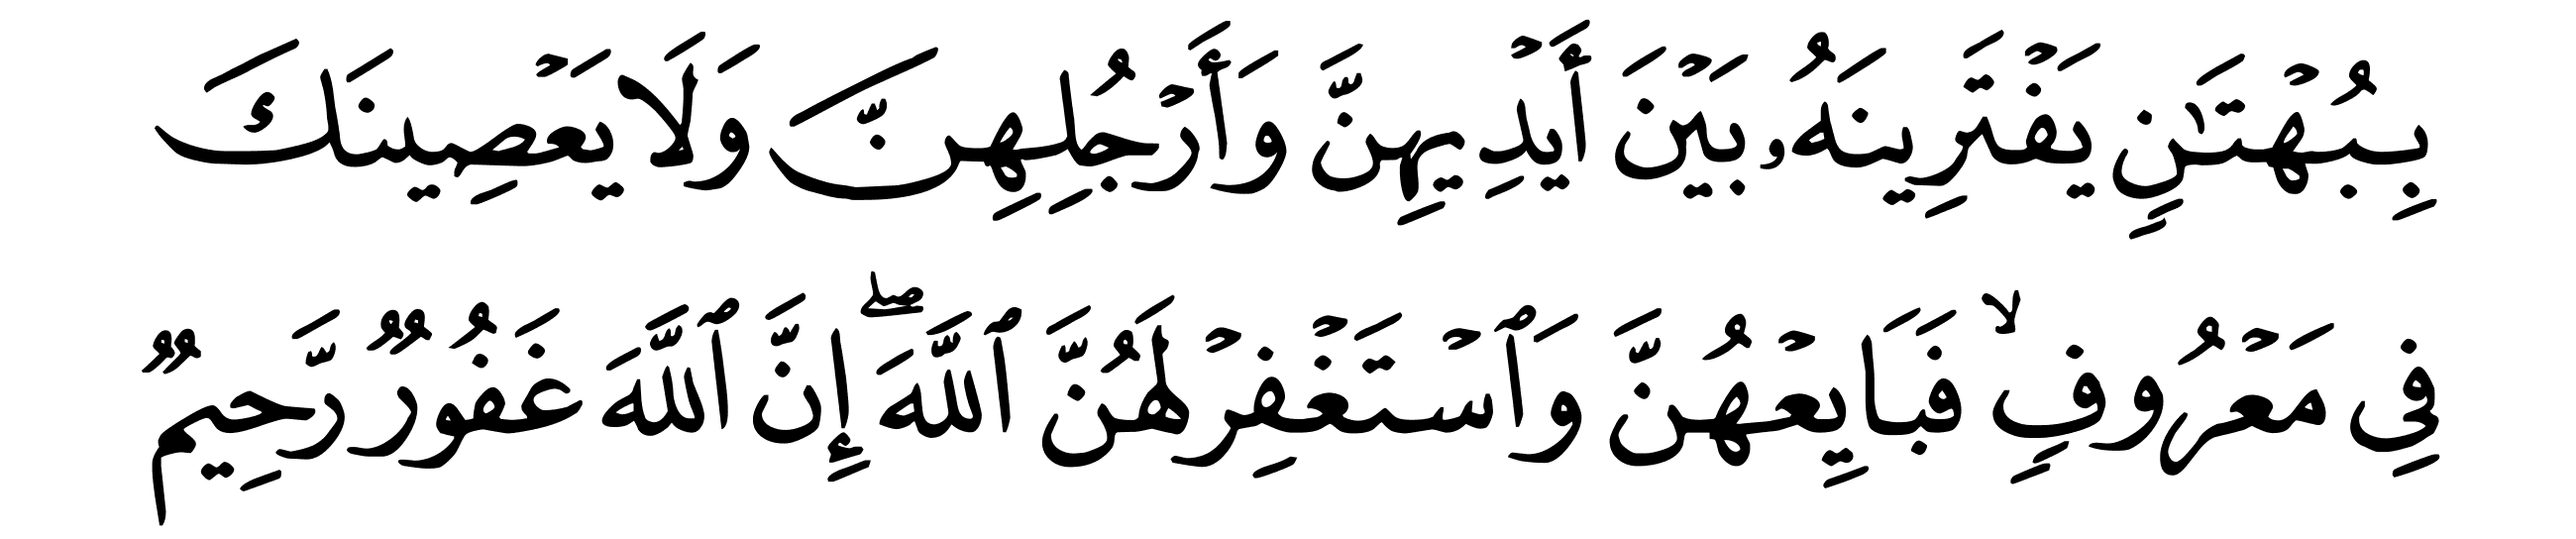 بِبُهۡتَٰنٖ يَفۡتَرِينَهُۥ بَيۡنَ أَيۡدِيهِنَّ وَأَرۡجُلِهِنَّ وَلَا يَعۡصِينَكَ
فِي مَعۡرُوفٖ ۙ فَبَايِعۡهُنَّ وَٱسۡتَغۡفِرۡ لَهُنَّ ٱللَّهَ ۖ إِنَّ ٱللَّهَ غَفُورٞ رَّحِيمٞ